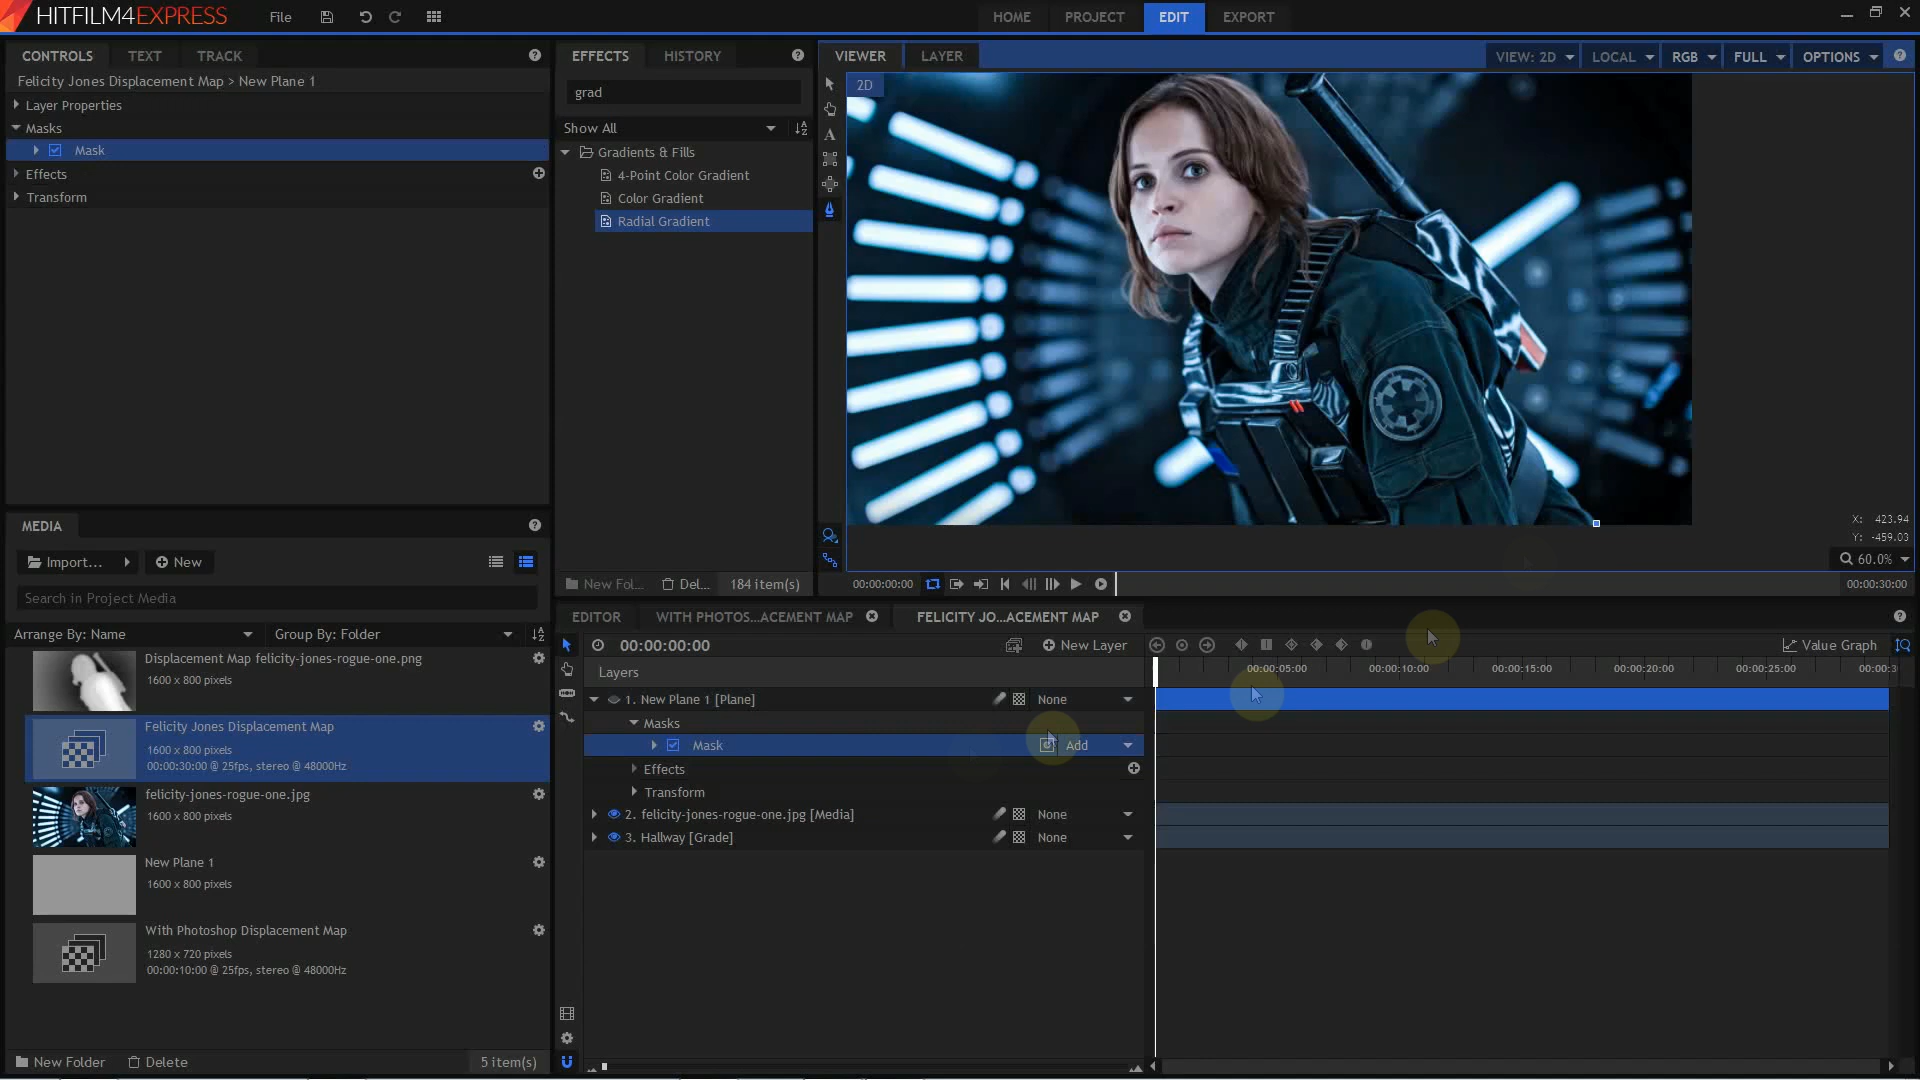 HITFILM4EXPRESS
File
HOME
PROJECT
EDIT
EXPORT
CONTROLS
TEXT
TRACK
Felicity Jones Displacement Map > New Plane 1
Layer Properties
Masks
Mask
Effects
Transform
EFFECTS
HISTORY
grad
Show All
Gradients & Fills
4-Point Color Gradient
Color Gradient
Radial Gradient
New Fol...
Del...
184 item(s)
VIEWER
LAYER
VIEW: 2D
LOCAL
RGB
FULL
OPTIONS
2D
X: 423.94
Y: -459.03
60.0%
00:00:00:00
00:00:30:00
MEDIA
Import...
New
Search in Project Media
Arrange By: Name
Group By: Folder
Displacement Map felicity-jones-rogue-one.png
1600 x 800 pixels
Felicity Jones Displacement Map
1600 x 800 pixels
00:00:30:00 @ 25fps, stereo @ 48000Hz
felicity-jones-rogue-one.jpg
1600 x 800 pixels
New Plane 1
1600 x 800 pixels
With Photoshop Displacement Map
1280 x 720 pixels
00:00:10:00 @ 25fps, stereo @ 48000Hz
New Folder
Delete
5 item(s)
EDITOR
WITH PHOTOS...ACEMENT MAP
FELICITY JO...ACEMENT MAP
00:00:00:00
New Layer
Value Graph
Layers
00:00:05:00
00:00:10:00
00:00:15:00
00:00:20:00
00:00:25:00
00:00:3
1. New Plane 1 [Plane]
None
Masks
Mask
Add
Effects
Transform
2. felicity-jones-rogue-one.jpg [Media]
None
3. Hallway [Grade]
None